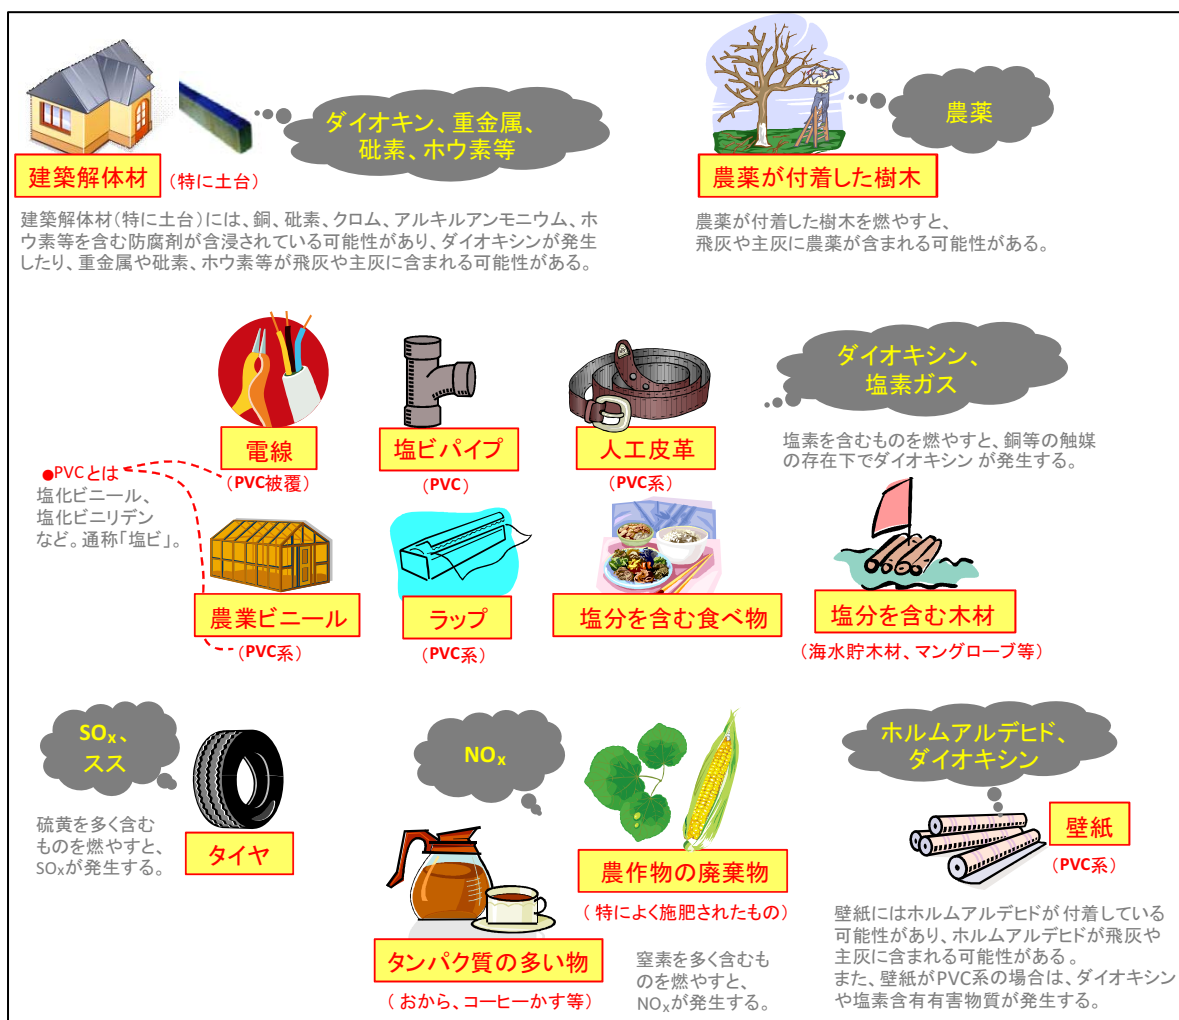 ダイオキン、重金属、
砒素、ホウ素等
建築解体材
(特に土台)
建築解体材(特に土台)には、銅、砒素、クロム、アルキルアンモニウム、ホ
ウ素等を含む防腐剤が含浸されている可能性があり、ダイオキシンが発生
したり、重金属や砒素、ホウ素等が飛灰や主灰に含まれる可能性がある。
農薬
農薬が付着した樹木
農薬が付着した樹木を燃やすと、
飛灰や主灰に農薬が含まれる可能性がある。
電線
(PVC被覆)
塩ビパイプ
(PVC)
人工皮革
(PVC系)
ダイオキシン、
塩素ガス
塩素を含むものを燃やすと、銅等の触媒
の存在下でダイオキシン が発生する。
●PVCとは
塩化ビニール、
塩化ビニリデン
など。通称「塩ビ」。
農業ビニール
(PVC系)
ラップ
(PVC系)
塩分を含む食べ物
塩分を含む木材
(海水貯木材、マングローブ等)
SOx、
スス
タイヤ
硫黄を多く含む
ものを燃やすと、
SOxが発生する。
NOx
農作物の廃棄物
(特によく施肥されたもの)
タンパク質の多い物
(おから、コーヒーかす等)
窒素を多く含むも
のを燃やすと、
NOxが発生する。
ホルムアルデヒド、
ダイオキシン
壁紙
(PVC系)
壁紙にはホルムアルデヒドが付着している
可能性があり、ホルムアルデヒドが飛灰や
主灰に含まれる可能性がある。
また、壁紙がPVC系の場合は、ダイオキシン
や塩素含有有害物質が発生する。